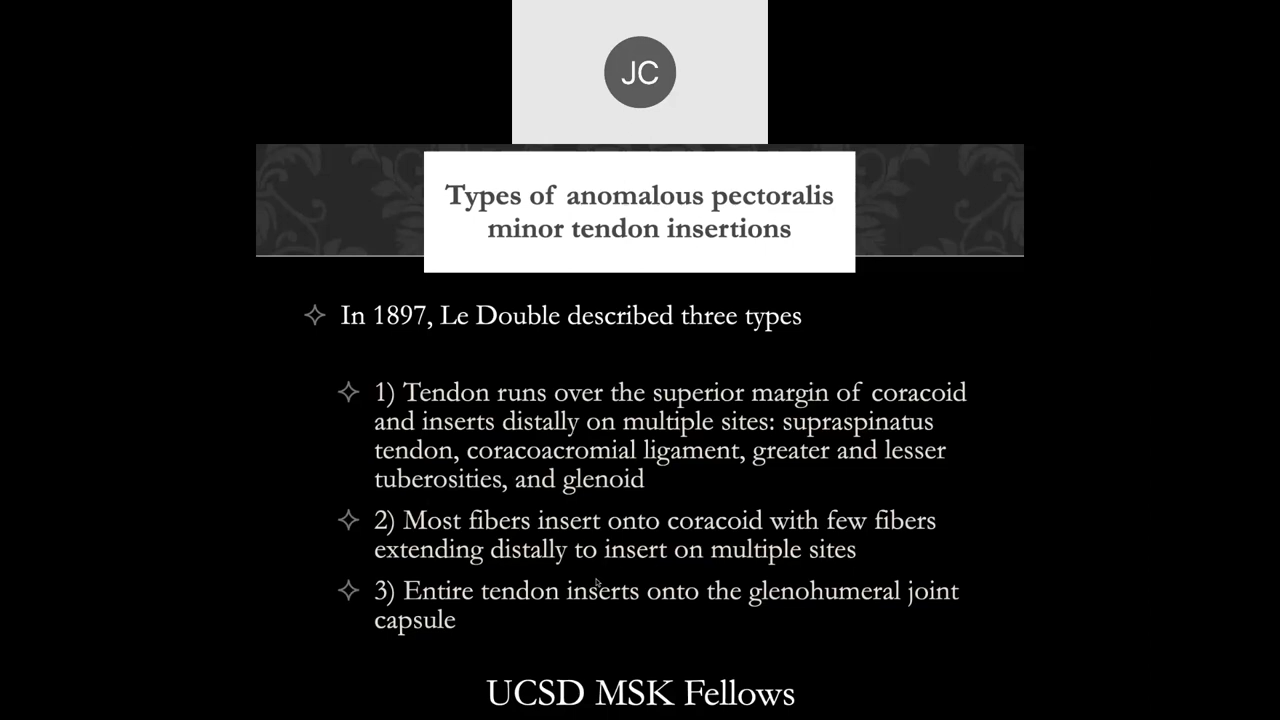 JC
Types of anomalous pectoralis
minor tendon insertions
In 1897, Le Double described three types
1) Tendon runs over the superior margin of coracoid
and inserts distally on multiple sites: supraspinatus
tendon, coracoacromial ligament, greater and lesser
tuberosities, and glenoid
2) Most fibers insert onto coracoid with few fibers
extending distally to insert on multiple sites
3) Entire tendon inserts onto the glenohumeral joint
capsule
UCSD MSK Fellows